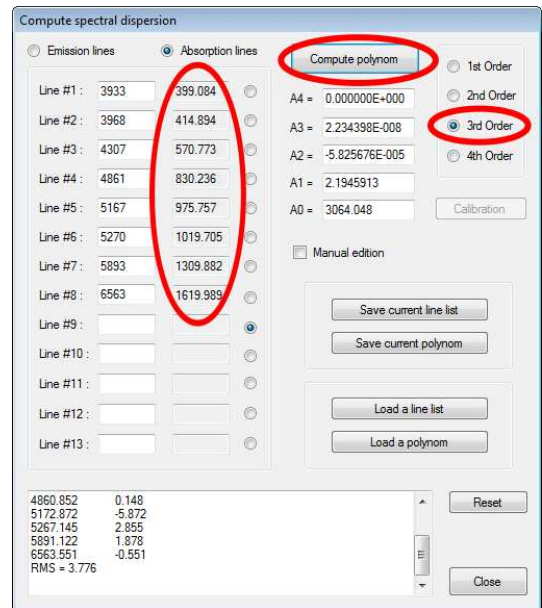 Compute spectral dispersion
Emission lines
Absorption lines
Line #1 : 3933 399.084
Line #2 : 3968 414.894
Line #3 : 4307 570.773
Line #4 : 4861 830.236
Line #5 : 5167 975.757
Line #6 : 5270 1019.705
Line #7 : 5893 1309.882
Line #8 : 6563 1619.989
Line #9 :
Line #10 :
Line #11 :
Line #12 :
Line #13 :
Compute polynom
1st Order
2nd Order
3rd Order
4th Order
A4 = 0.000000E+000
A3 = 2.234398E-008
A2 = -5.825676E-005
A1 = 2.1945913
A0 = 3064.048
Calibration
Manual edition
Save current line list
Save current polynom
Load a line list
Load a polynom
4860.852 0.148
5172.872 -5.872
5267.145 2.855
5891.122 1.878
6563.551 -0.551
RMS = 3.776
Reset
Close